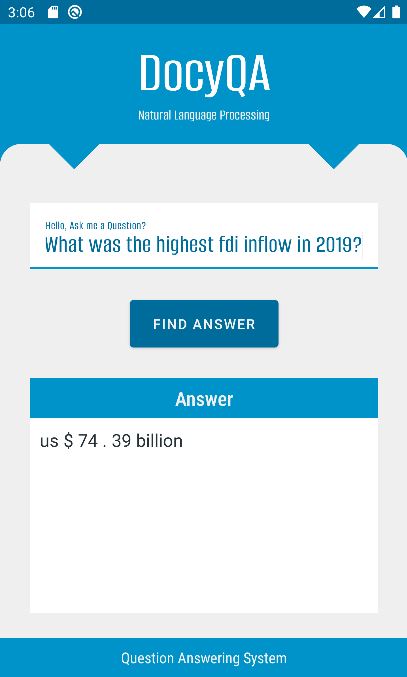 3:06
DocyQA
Natural Language Processing
Hello, Ask me a Question?
What was the highest fdi inflow in 2019?
FIND ANSWER
Answer
us $ 74 . 39 billion
Question Answering System